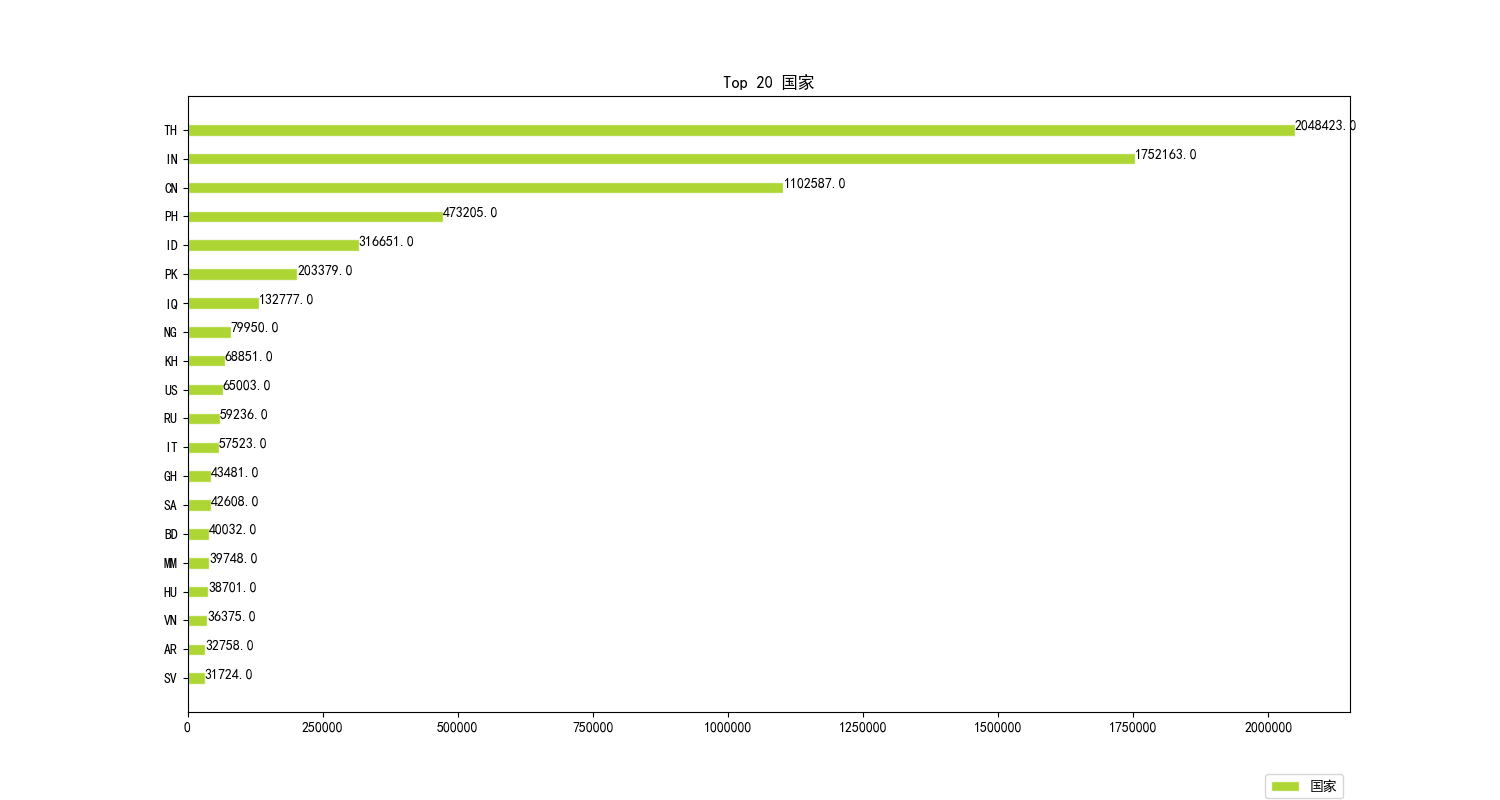 Top 20 国家
TH 2048423.0
IN 1752163.0
CN 1102587.0
PH 473205.0
ID 316651.0
PK 203379.0
IQ 132777.0
NG 79950.0
KH 68851.0
US 65003.0
RU 59236.0
IT 57523.0
GH 43481.0
SA 42608.0
BD 40032.0
MM 39748.0
HU 38701.0
VN 36375.0
AR 32758.0
SV 31724.0
0 250000 500000 750000 1000000 1250000 1500000 1750000 2000000
国家